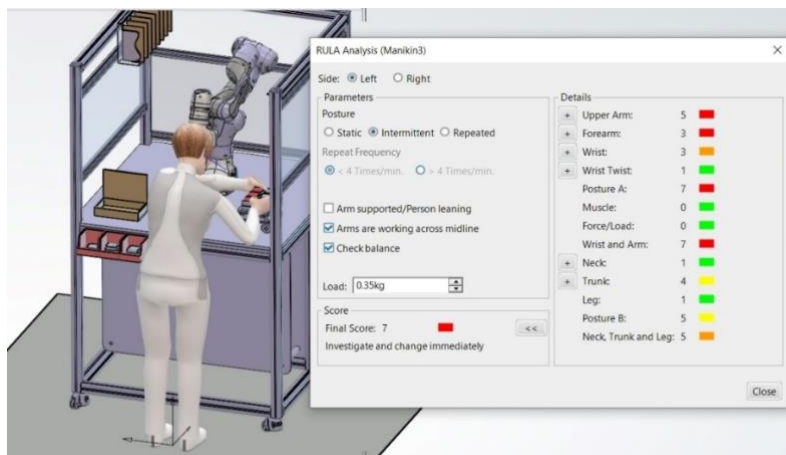 RULA Analysis (Manikin3)
Side: Left Right
Parameters
Posture
Static Intermittent Repeated
Repeat Frequency
< 4 Times/min. > 4 Times/min.
Arm supported/Person leaning
Arms are working across midline
Check balance
Load: 0.35kg
Score
Final Score: 7
<<
Investigate and change immediately
Details
+ Upper Arm: 5
+ Forearm: 3
+ Wrist: 3
+ Wrist Twist: 1
Posture A: 7
Muscle: 0
Force/Load: 0
Wrist and Arm: 7
+ Neck: 1
+ Trunk: 4
Leg: 1
Posture B: 5
Neck, Trunk and Leg: 5
Close